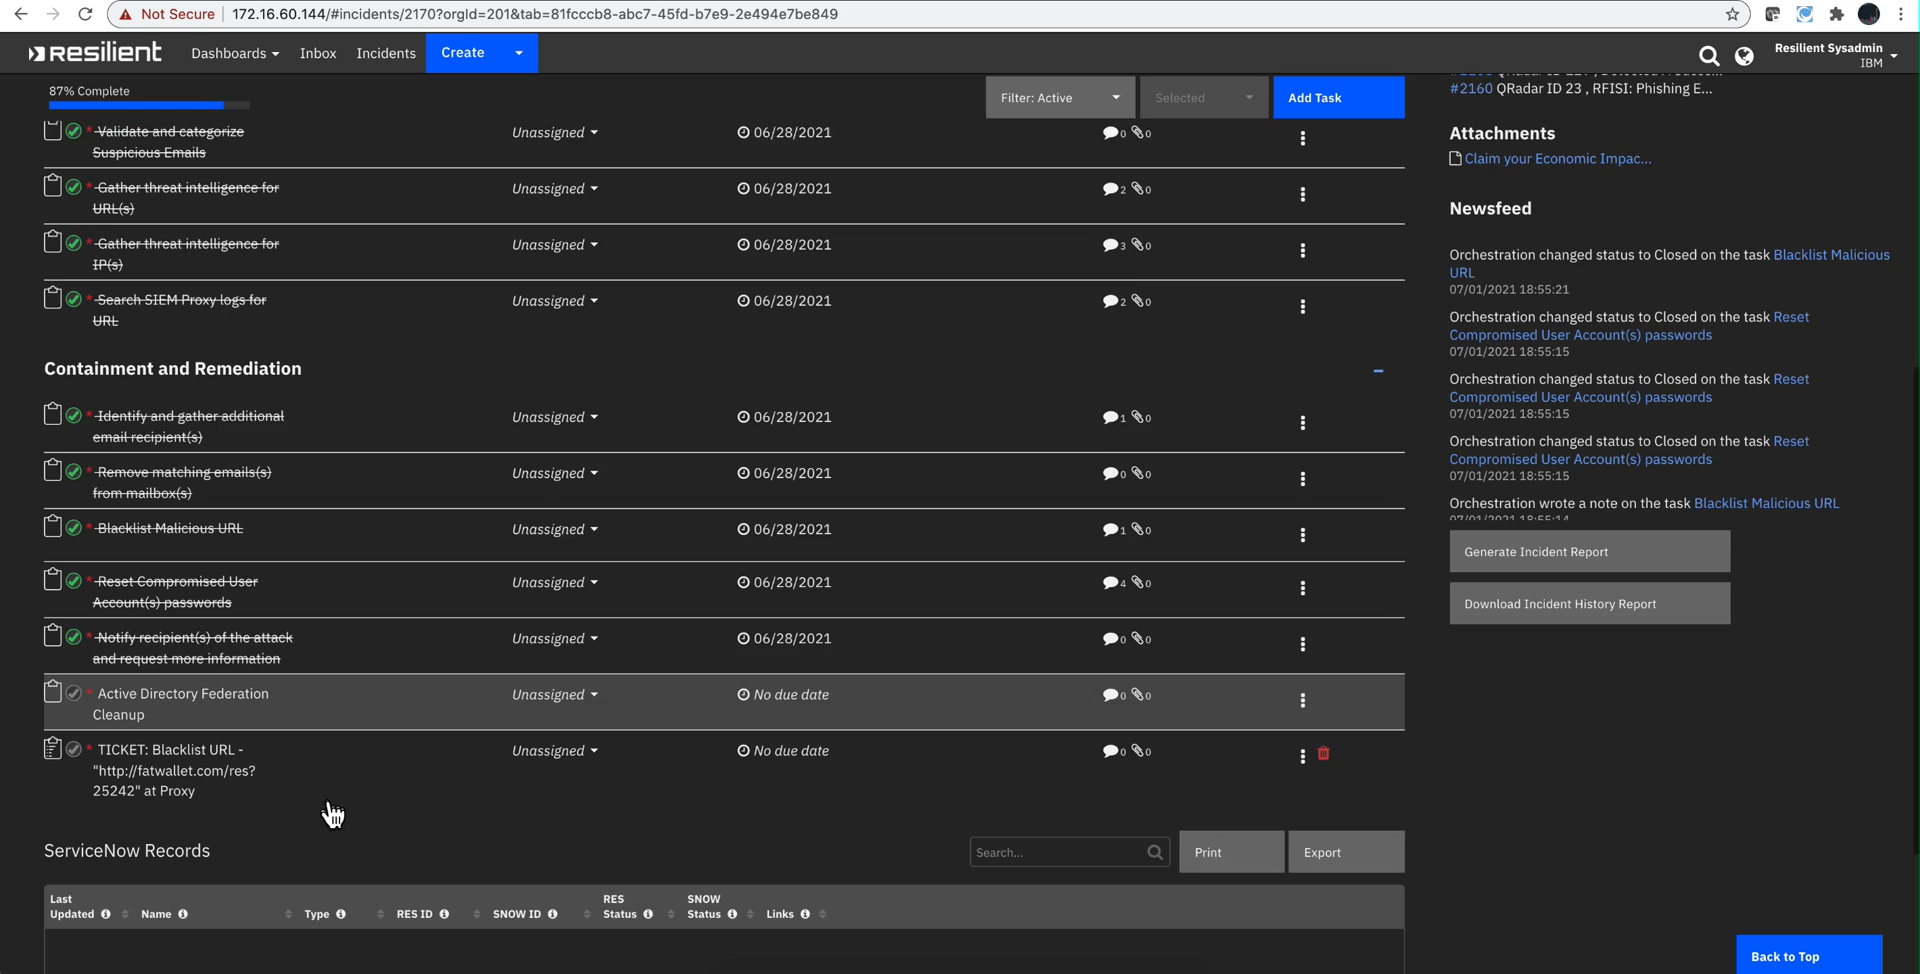 Not Secure 172.16.60.144/#incidents/2170?orgId=201&tab=81fcccb8-abc7-45fd-b7e9-2e494e7be849
resilient Dashboards Inbox Incidents Create Resilient Sysadmin
IBM
87% Complete
Filter: Active Selected Add Task
Validate and categorize
Suspicious Emails
Unassigned 06/28/2021 0 0
Gather threat intelligence for
URL(s)
Unassigned 06/28/2021 2 0
Gather threat intelligence for
IP(s)
Unassigned 06/28/2021 3 0
Search SIEM Proxy logs for
URL
Unassigned 06/28/2021 2 0
Containment and Remediation
* Identify and gather additional
email recipient(s)
Unassigned 06/28/2021 1 0
* Remove matching emails(s)
from mailbox(s)
Unassigned 06/28/2021 0 0
* Blacklist Malicious URL Unassigned 06/28/2021 1 0
* Reset Compromised User
Account(s) passwords
Unassigned 06/28/2021 4 0
* Notify recipient(s) of the attack
and request more information
Unassigned 06/28/2021 0 0
* Active Directory Federation
Cleanup
Unassigned No due date 0 0
* TICKET: Blacklist URL -
"http://fatwallet.com/res?
25242" at Proxy
Unassigned No due date 0 0
ServiceNow Records Search... Print Export
Last
Updated Name Type RES ID SNOW ID RES
Status SNOW
Status Links
#2160 QRadar ID 23 , RFISI: Phishing E...
Attachments
Claim your Economic Impac...
Newsfeed
Orchestration changed status to Closed on the task Blacklist Malicious
URL
07/01/2021 18:55:21
Orchestration changed status to Closed on the task Reset
Compromised User Account(s) passwords
07/01/2021 18:55:15
Orchestration changed status to Closed on the task Reset
Compromised User Account(s) passwords
07/01/2021 18:55:15
Orchestration changed status to Closed on the task Reset
Compromised User Account(s) passwords
07/01/2021 18:55:15
Orchestration wrote a note on the task Blacklist Malicious URL
Generate Incident Report
Download Incident History Report
Back to Top